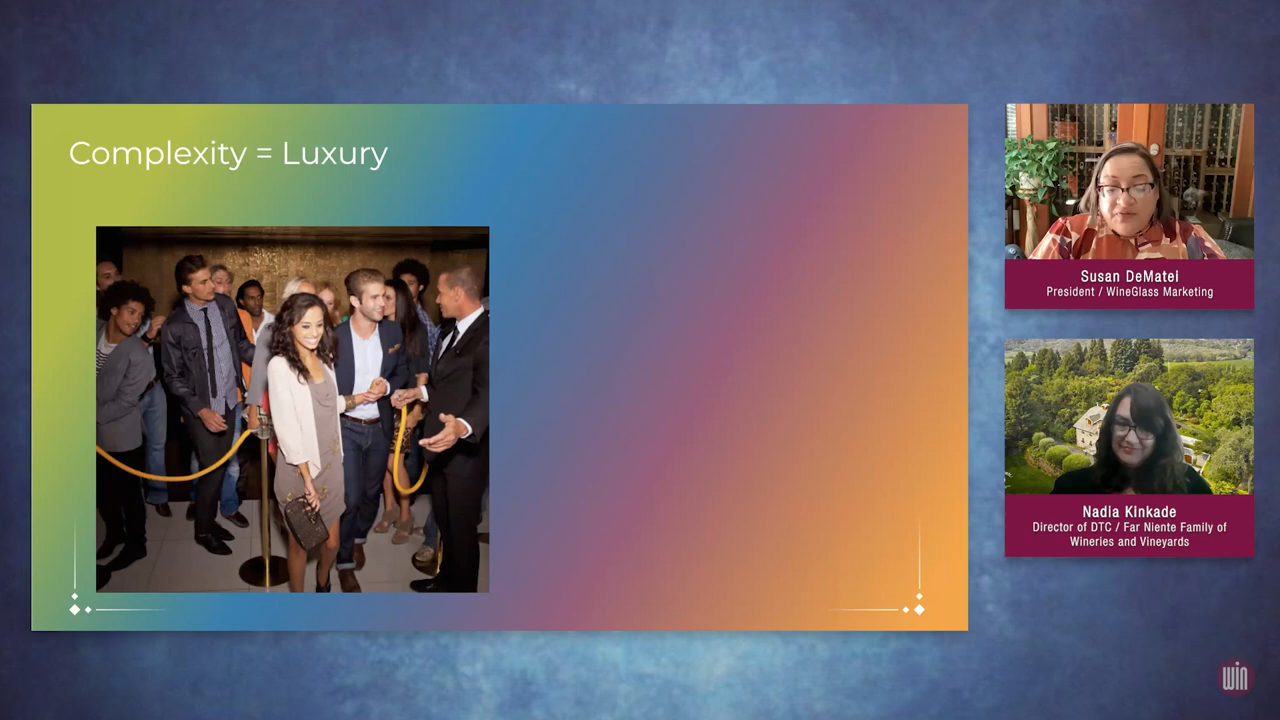 Complexity = Luxury
Susan DeMatei
President / WineGlass Marketing
Nadia Kinkade
Director of DTC / Far Niente Family of
Wineries and Vineyards
win